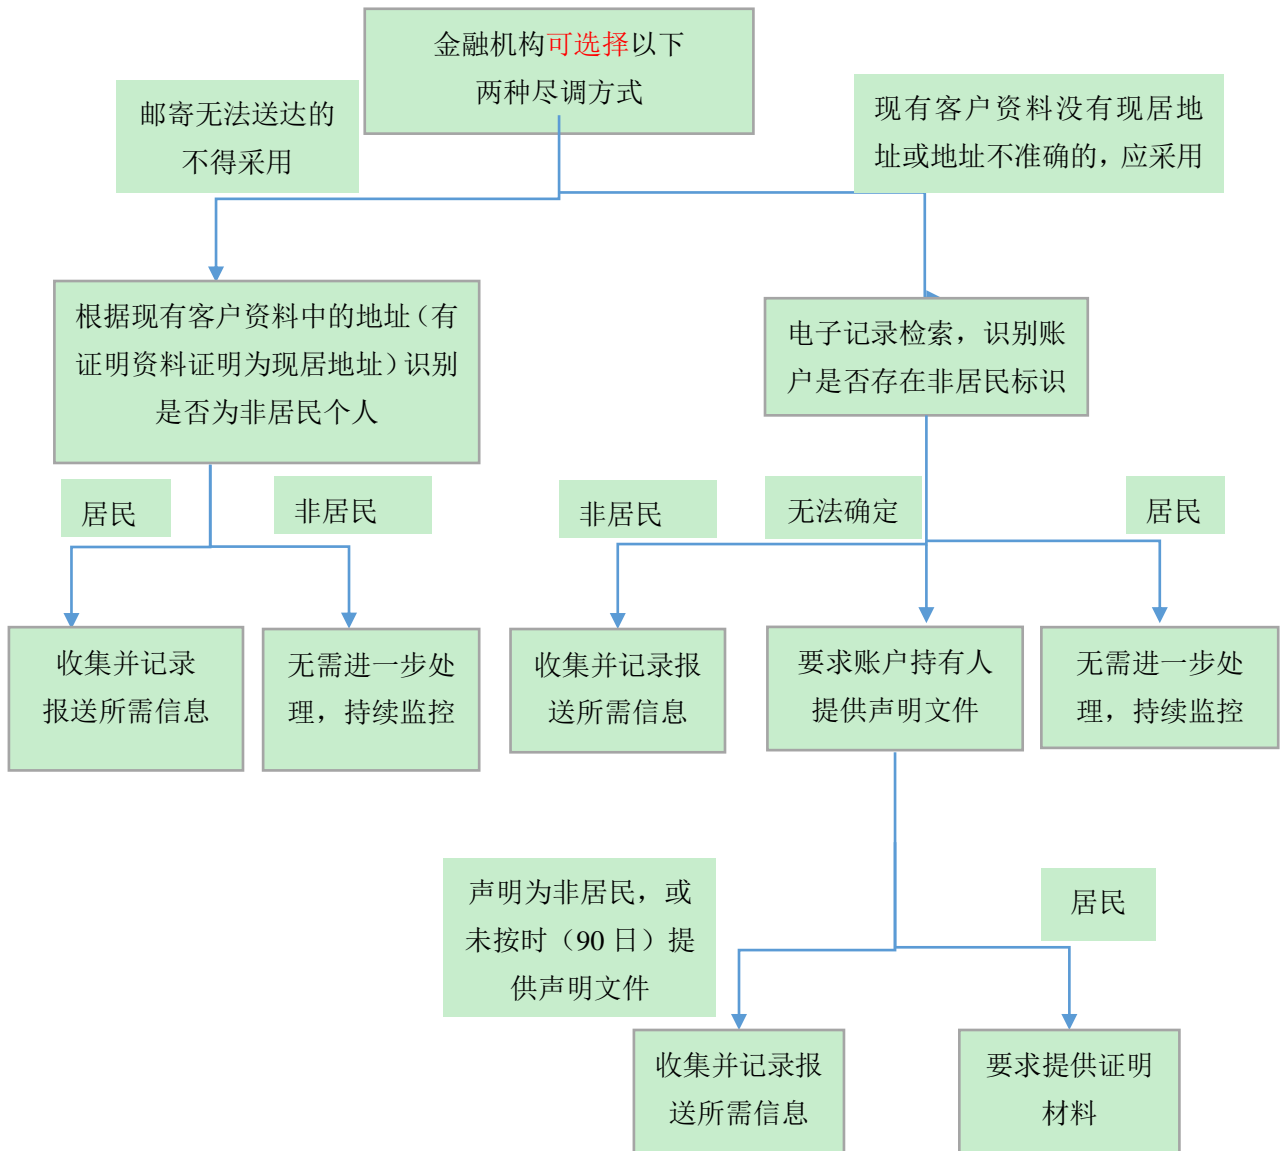 金融机构可选择以下
两种尽调方式
邮寄无法送达的
不得采用
现有客户资料没有现居地
址或地址不准确的，应采用
根据现有客户资料中的地址（有
证明资料证明为现居地址）识别
是否为非居民个人
电子记录检索，识别账
户是否存在非居民标识
居民
非居民
非居民
无法确定
居民
收集并记录
报送所需信息
无需进一步处
理，持续监控
收集并记录报
送所需信息
要求账户持有人
提供声明文件
无需进一步处
理，持续监控
声明为非居民，或
未按时（90 日）提
供声明文件
居民
收集并记录报
送所需信息
要求提供证明
材料